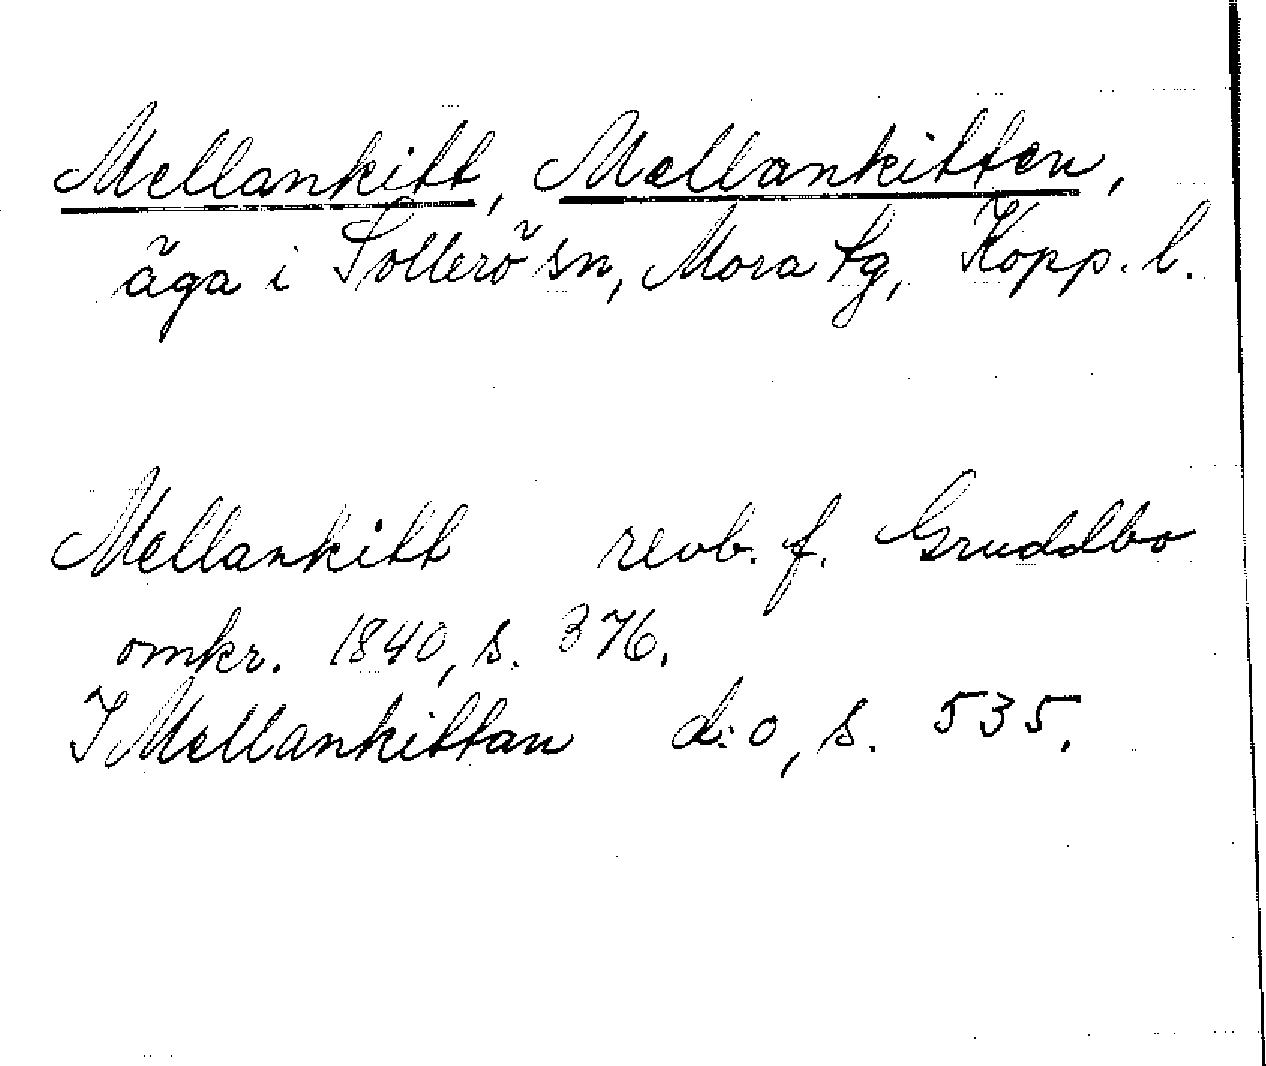 Mellankitt, Mellankitten,
äga i Sollerö sn, Mora tg, Kopp. l.
Mellankitt revb. f. Gruddbo
omkr. 1840, s. 376.
I Mellankittan d:o, s. 535.